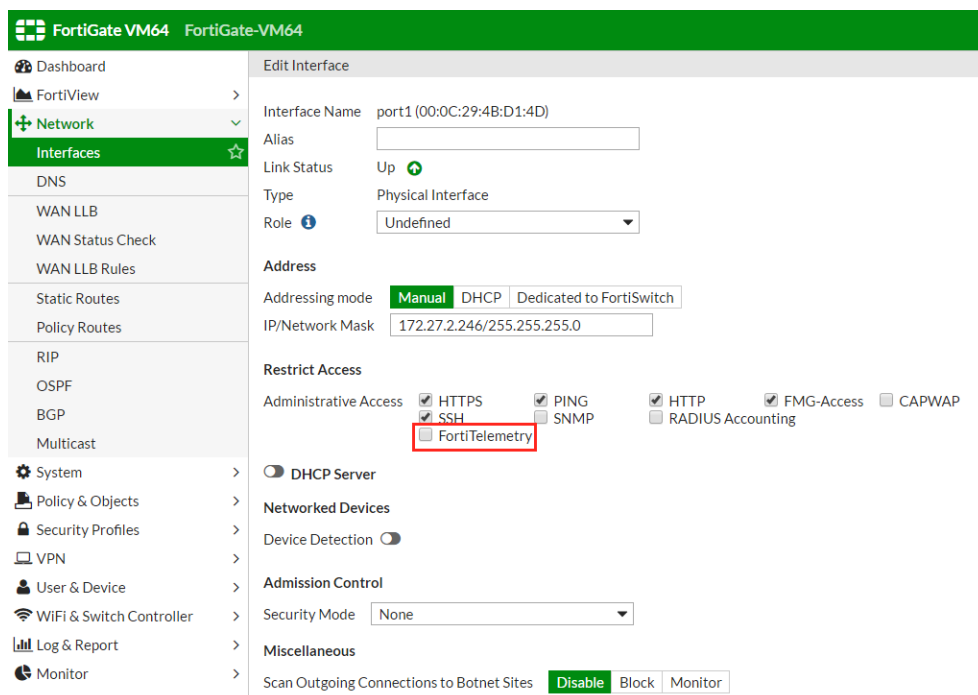 FortiGate VM64 FortiGate-VM64
Dashboard
FortiView
Network
Interfaces
DNS
WAN LLB
WAN Status Check
WAN LLB Rules
Static Routes
Policy Routes
RIP
OSPF
BGP
Multicast
System
Policy & Objects
Security Profiles
VPN
User & Device
WiFi & Switch Controller
Log & Report
Monitor
Edit Interface
Interface Name port1 (00:0C:29:4B:D1:4D)
Alias
Link Status Up
Type Physical Interface
Role Undefined
Address
Addressing mode Manual DHCP Dedicated to FortiSwitch
IP/Network Mask 172.27.2.246/255.255.255.0
Restrict Access
Administrative Access HTTPS PING HTTP FMG-Access CAPWAP
SSH SNMP RADIUS Accounting
FortiTelemetry
DHCP Server
Networked Devices
Device Detection
Admission Control
Security Mode None
Miscellaneous
Scan Outgoing Connections to Botnet Sites Disable Block Monitor